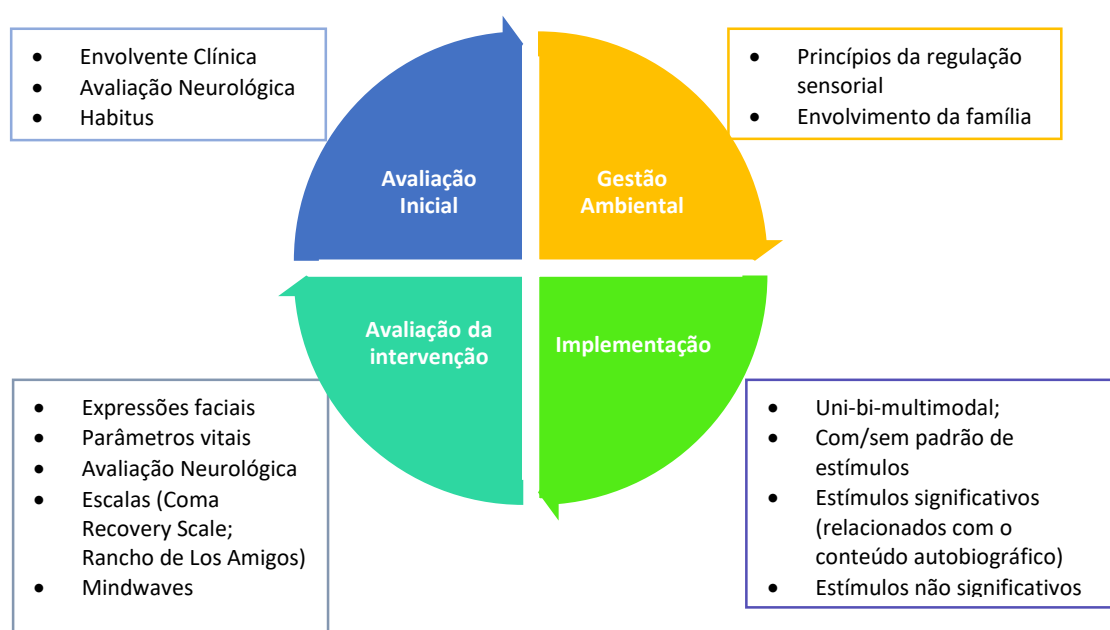 • Envolvente Clínica
• Avaliação Neurológica
• Habitus
• Princípios da regulação
sensorial
• Envolvimento da família
Avaliação
Inicial
Gestão
Ambiental
Avaliação da
intervenção
Implementação
• Expressões faciais
• Parâmetros vitais
• Avaliação Neurológica
• Escalas (Coma
Recovery Scale;
Rancho de Los Amigos)
• Mindwaves
• Uni-bi-multimodal;
• Com/sem padrão de
estímulos
• Estímulos significativos
(relacionados com o
conteúdo autobiográfico)
• Estímulos não significativos